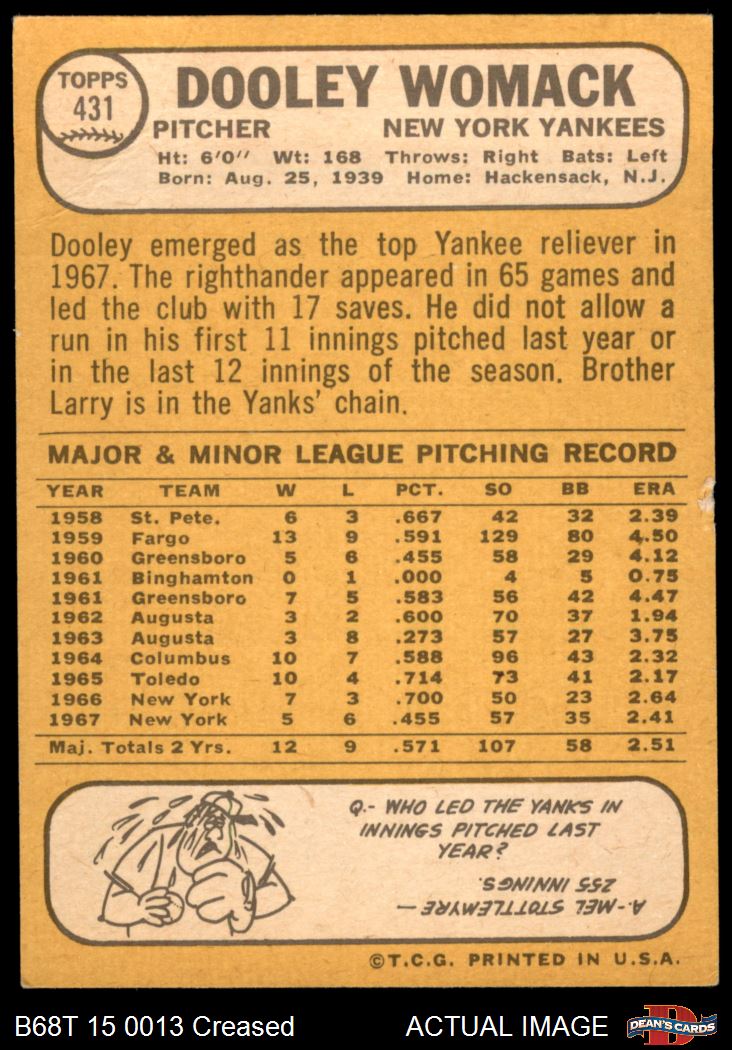 TOPPS
431
DOOLEY WOMACK
PITCHER NEW YORK YANKEES
Ht: 6'0" Wt: 168 Throws: Right Bats: Left
Born: Aug. 25, 1939 Home: Hackensack, N.J.
Dooley emerged as the top Yankee reliever in
1967. The righthander appeared in 65 games and
led the club with 17 saves. He did not allow a
run in his first 11 innings pitched last year or
in the last 12 innings of the season. Brother
Larry is in the Yanks' chain.
MAJOR & MINOR LEAGUE PITCHING RECORD
YEAR TEAM W L PCT. SO BB ERA
1958 St. Pete. 6 3 .667 42 32 2.39
1959 Fargo 13 9 .591 129 80 4.50
1960 Greensboro 5 6 .455 58 29 4.12
1961 Binghamton 0 1 .000 4 5 0.75
1961 Greensboro 7 5 .583 56 42 4.47
1962 Augusta 3 2 .600 70 37 1.94
1963 Augusta 3 8 .273 57 27 3.75
1964 Columbus 10 7 .588 96 43 2.32
1965 Toledo 10 4 .714 73 41 2.17
1966 New York 7 3 .700 50 23 2.64
1967 New York 5 6 .455 57 35 2.41
Maj. Totals 2 Yrs. 12 9 .571 107 58 2.51
Q.- WHO LED THE YANKS IN
INNINGS PITCHED LAST
YEAR?
A.- MEL STOTTLEMYRE —
255 INNINGS.
©T.C.G. PRINTED IN U.S.A.
B68T 15 0013 Creased ACTUAL IMAGE DEAN'S CARDS